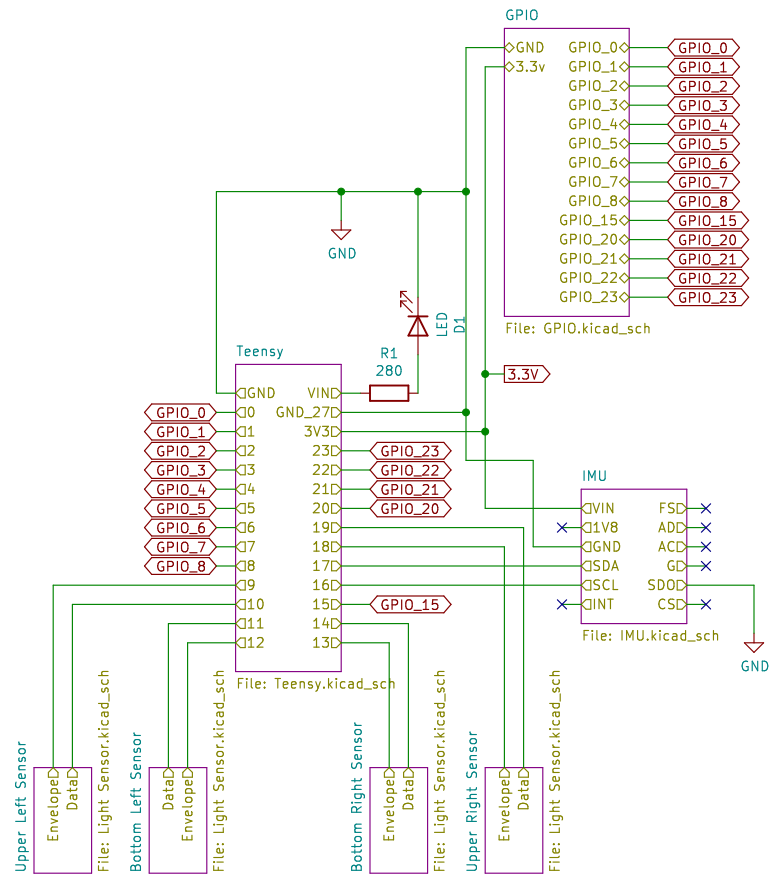 GPIO
GND
3.3v
GPIO_0
GPIO_1
GPIO_2
GPIO_3
GPIO_4
GPIO_5
GPIO_6
GPIO_7
GPIO_8
GPIO_15
GPIO_20
GPIO_21
GPIO_22
GPIO_23
GPIO_0
GPIO_1
GPIO_2
GPIO_3
GPIO_4
GPIO_5
GPIO_6
GPIO_7
GPIO_8
GPIO_15
GPIO_20
GPIO_21
GPIO_22
GPIO_23
File: GPIO.kicad_sch
GND
LED
D1
R1
280
3.3V
Teensy
GND
0
1
2
3
4
5
6
7
8
9
10
11
12
VIN
GND_27
3V3
23
22
21
20
19
18
17
16
15
14
13
GPIO_0
GPIO_1
GPIO_2
GPIO_3
GPIO_4
GPIO_5
GPIO_6
GPIO_7
GPIO_8
GPIO_23
GPIO_22
GPIO_21
GPIO_20
GPIO_15
File: Teensy.kicad_sch
IMU
VIN
1V8
GND
SDA
SCL
INT
FS
AD
AC
G
SDO
CS
File: IMU.kicad_sch
GND
Upper Left Sensor
Envelope
Data
File: Light Sensor.kicad_sch
Bottom Left Sensor
Data
Envelope
File: Light Sensor.kicad_sch
Bottom Right Sensor
Envelope
Data
File: Light Sensor.kicad_sch
Upper Right Sensor
Envelope
Data
File: Light Sensor.kicad_sch